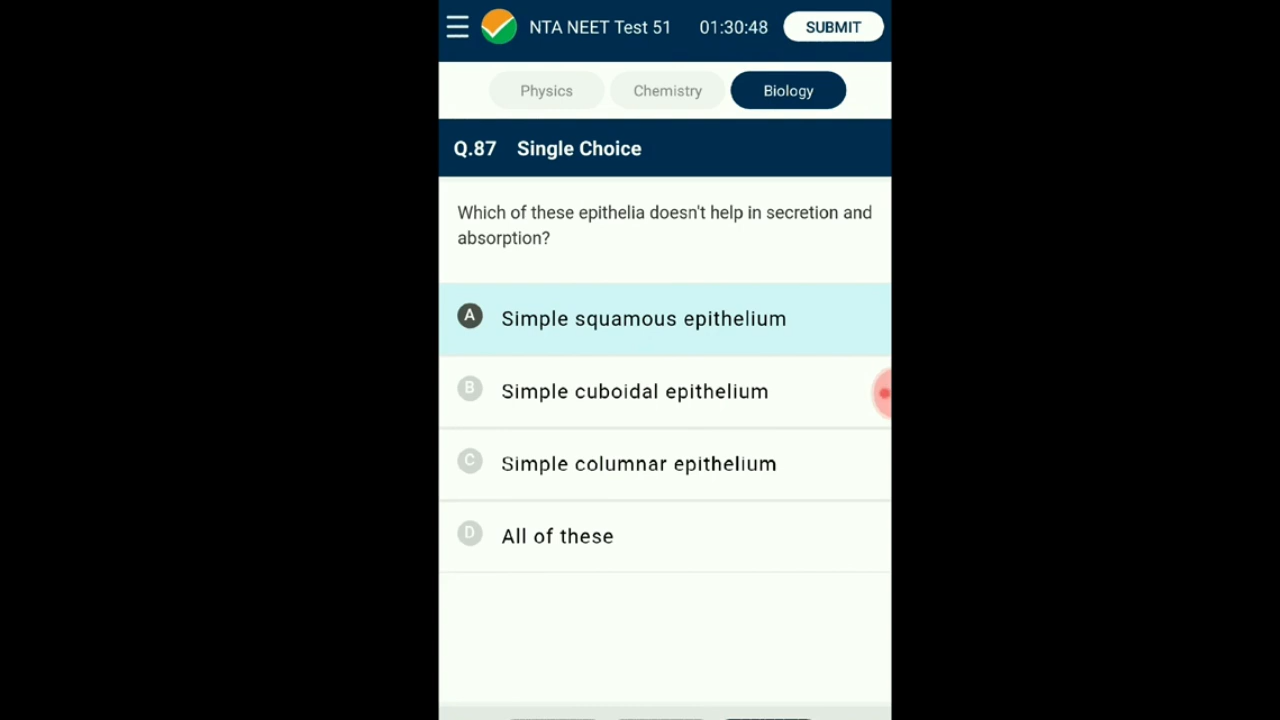 NTA NEET Test 51 01:30:48 SUBMIT
Physics Chemistry Biology
Q.87 Single Choice
Which of these epithelia doesn't help in secretion and
absorption?
A Simple squamous epithelium
B Simple cuboidal epithelium
C Simple columnar epithelium
D All of these